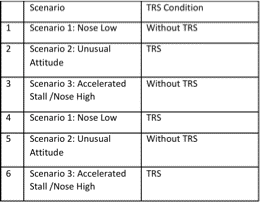 Scenario TRS Condition
1 Scenario 1: Nose Low Without TRS
2 Scenario 2: Unusual TRS
Attitude
3 Scenario 3: Accelerated Without TRS
Stall /Nose High
4 Scenario 1: Nose Low TRS
5 Scenario 2: Unusual Without TRS
Attitude
6 Scenario 3: Accelerated TRS
Stall /Nose High